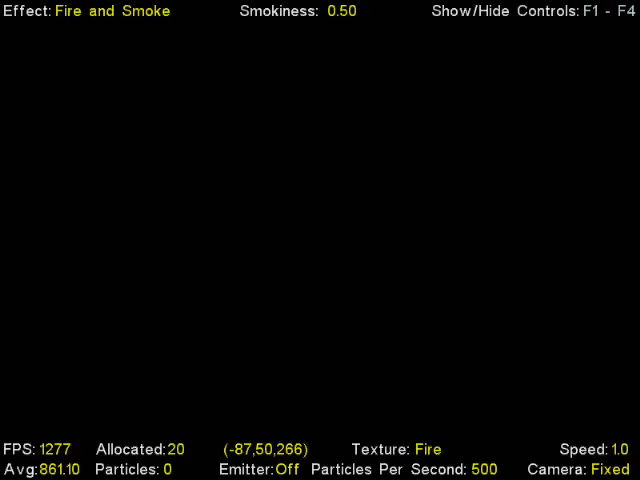 Effect: Fire and Smoke Smokiness: 0.50 Show/Hide Controls: F1 - F4
FPS: 1277 Allocated: 20 (-87,50,266) Texture: Fire Speed: 1.0
Avg: 861.10 Particles: 0 Emitter: Off Particles Per Second: 500 Camera: Fixed